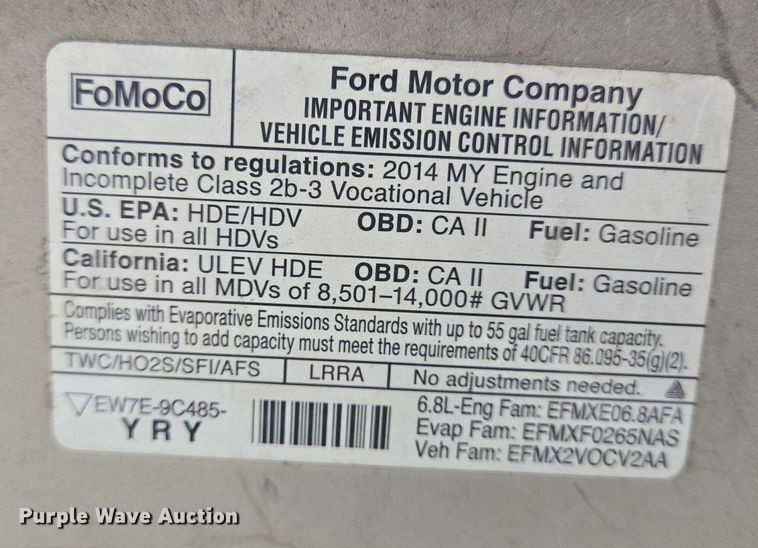 FoMoCo
Ford Motor Company
IMPORTANT ENGINE INFORMATION/
VEHICLE EMISSION CONTROL INFORMATION
Conforms to regulations: 2014 MY Engine and
Incomplete Class 2b-3 Vocational Vehicle
U.S. EPA: HDE/HDV OBD: CA II Fuel: Gasoline
For use in all HDVs
California: ULEV HDE OBD: CA II Fuel: Gasoline
For use in all MDVs of 8,501–14,000# GVWR
Complies with Evaporative Emissions Standards with up to 55 gal fuel tank capacity.
Persons wishing to add capacity must meet the requirements of 40CFR 86.095-35(g)(2).
TWC/HO2S/SFI/AFS LRRA No adjustments needed.
EW7E-9C485-
YRY
6.8L-Eng Fam: EFMXE06.8AFA
Evap Fam: EFMXF0265NAS
Veh Fam: EFMX2VOCV2AA
Purple Wave Auction